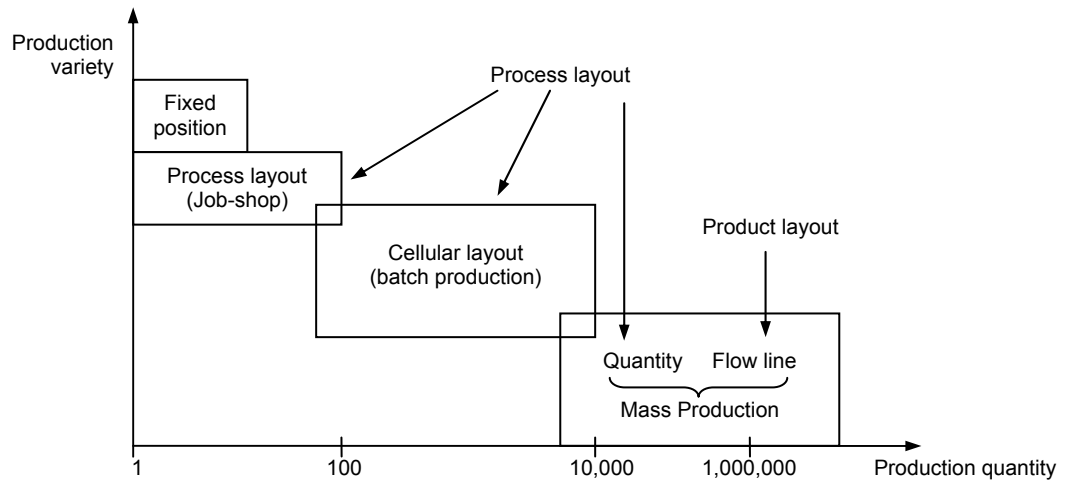 Production
variety
Process layout
Fixed
position
Process layout
(Job-shop)
Product layout
Cellular layout
(batch production)
Quantity
Flow line
Mass Production
1
100
10,000
1,000,000
Production quantity